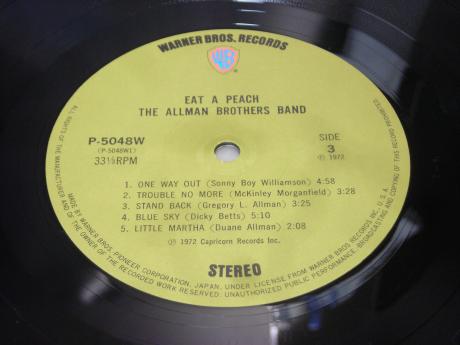 WARNER BROS. RECORDS
EAT A PEACH
THE ALLMAN BROTHERS BAND
P-5048W
(P-5048W1)
33⅓RPM
SIDE
3
Ⓟ 1972
1. ONE WAY OUT (Sonny Boy Williamson) 4:58
2. TROUBLE NO MORE (McKinley Morganfield) 3:28
3. STAND BACK (Gregory L. Allman) 3:25
4. BLUE SKY (Dicky Betts) 5:10
5. LITTLE MARTHA (Duane Allman) 2:08
Ⓟ 1972 Capricorn Records Inc.
STEREO
ALL RIGHTS OF THE MANUFACTURER AND OF THE OWNER OF THE RECORDED WORK RESERVED. UNAUTHORIZED PUBLIC PERFORMANCE, BROADCASTING AND COPYING OF THIS RECORD PROHIBITED.
WARNER-BROS. PIONEER CORPORATION, JAPAN, UNDER LICENSE FROM WARNER BROS. RECORDS INC., U.S.A.